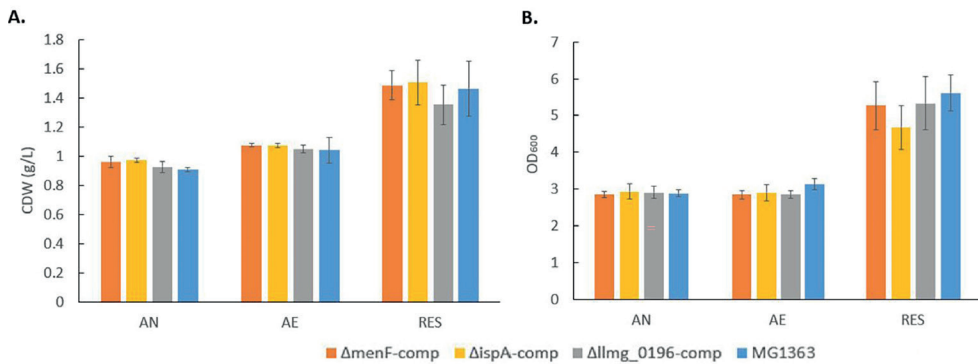 A.
B.
CDW (g/L)
1.8
1.6
1.4
1.2
1
0.8
0.6
0.4
0.2
0
AN AE RES
OD600
7
6
5
4
3
2
1
0
AN AE RES
ΔmenF-comp ΔispA-comp Δllmg_0196-comp MG1363